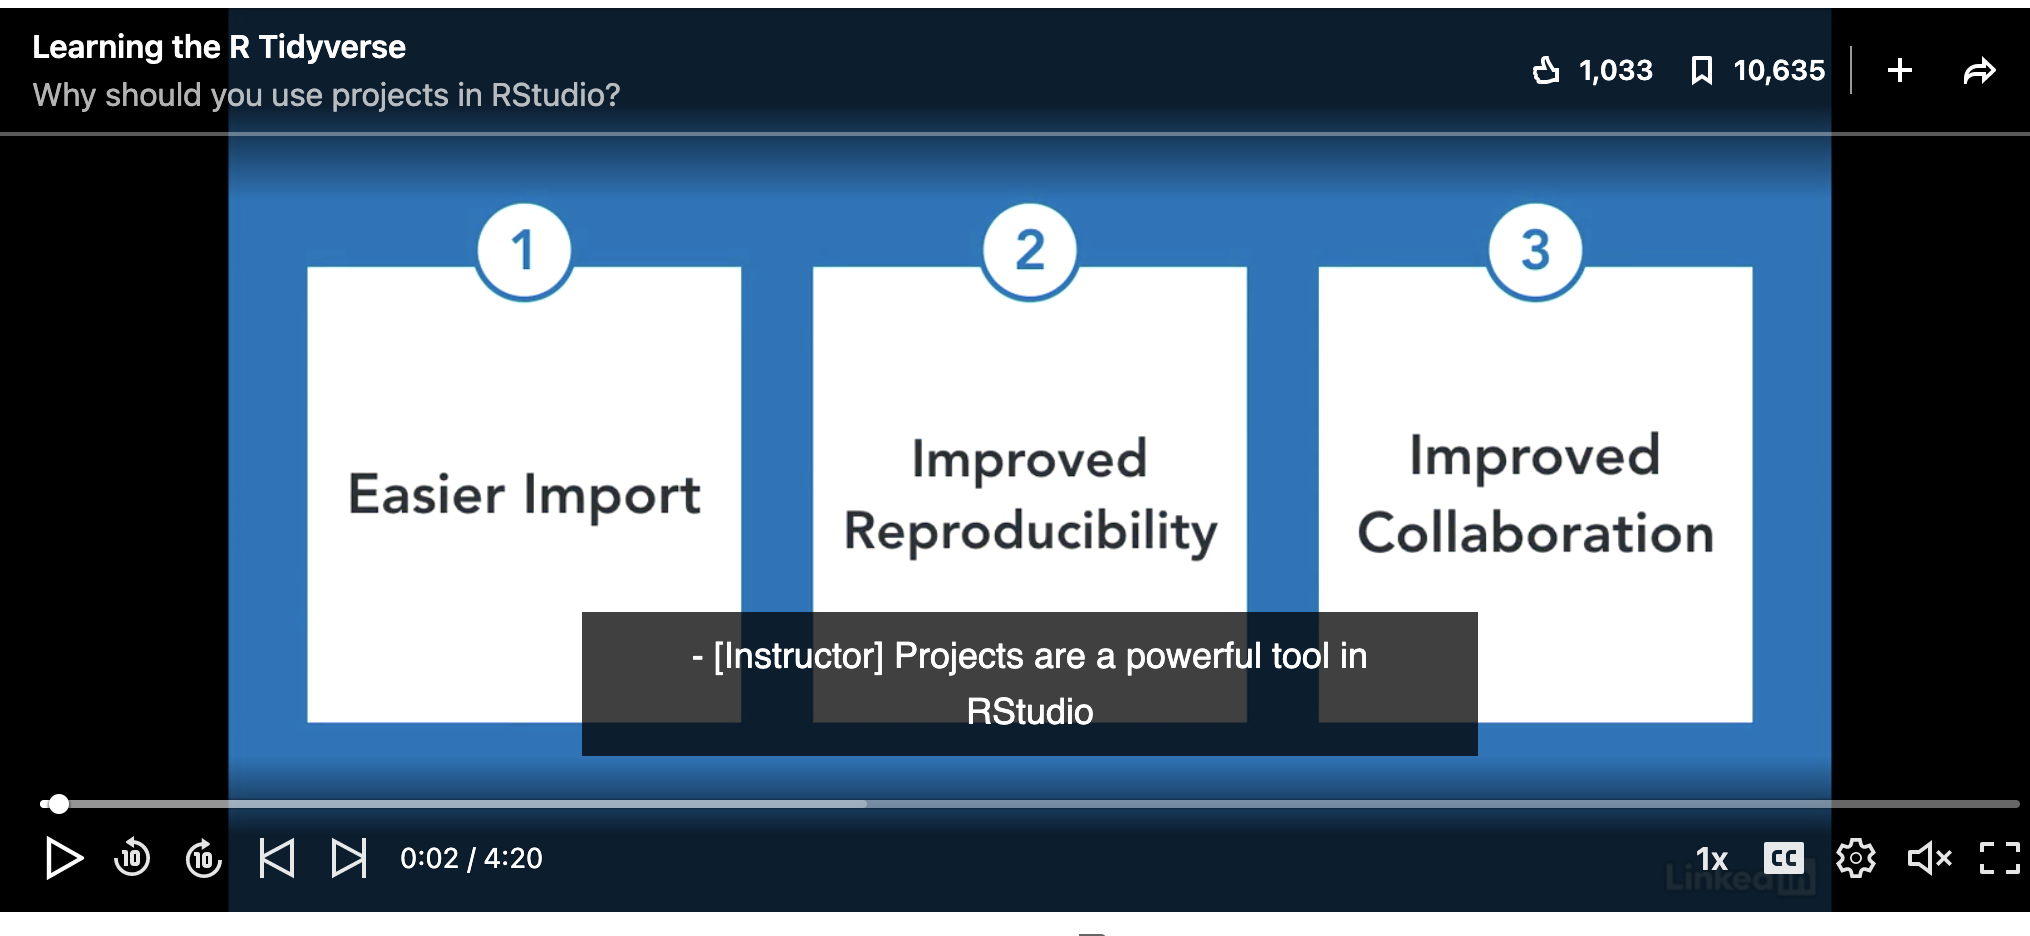 Learning the R Tidyverse
Why should you use projects in RStudio?
1,033
10,635
1
Easier Import
2
Improved
Reproducibility
3
Improved
Collaboration
- [Instructor] Projects are a powerful tool in
RStudio
10
10
0:02 / 4:20
1x
CC
Linked in